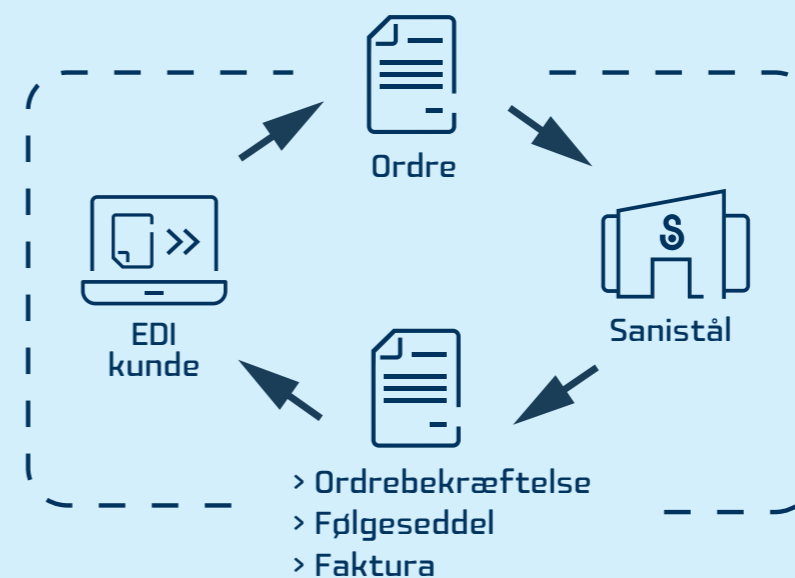 Ordre
EDI
kunde
Sanistål
> Ordrebekræftelse
> Følgeseddel
> Faktura